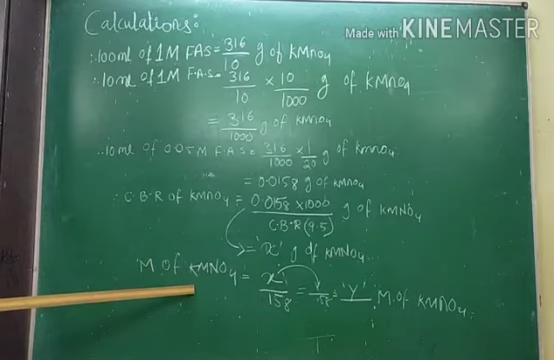 Calculations:
Made with KINEMASTER
∴100ml of 1M FAS = 316/10 g of KMnO4
∴10ml of 1M F.A.S = 316/10 × 10/1000 g of KMnO4
= 316/1000 g of KMnO4
∴10ml of 0.05M F.A.S = 316/1000 × 1/20 g of KMnO4
= 0.0158 g of KMnO4
∴ C·B·R of KMnO4 = 0.0158 × 1000 / C.B.R (9.5) g of KMNO4
= 'x' g of KMnO4
M Of KMNO4 = x/158 = /158 = 'Y' M. of KMnO4.